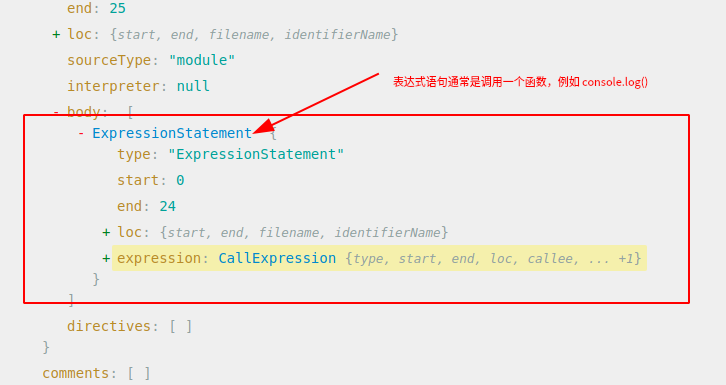 end: 25
+ loc: {start, end, filename, identifierName}
sourceType: "module"
interpreter: null
表达式语句通常是调用一个函数，例如 console.log()
- body: [
- ExpressionStatement {
type: "ExpressionStatement"
start: 0
end: 24
+ loc: {start, end, filename, identifierName}
+ expression: CallExpression {type, start, end, loc, callee, ... +1}
}
]
directives: [ ]
}
comments: [ ]